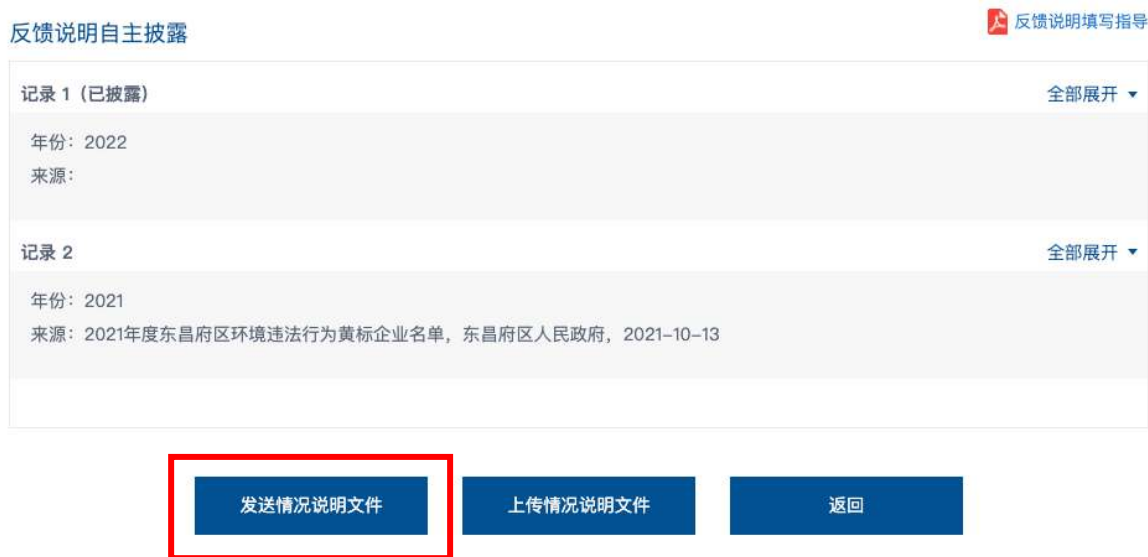 反馈说明自主披露
反馈说明填写指导
记录 1（已披露）
全部展开
年份：2022
来源：
记录 2
全部展开
年份：2021
来源：2021年度东昌府区环境违法行为黄标企业名单，东昌府区人民政府，2021-10-13
发送情况说明文件
上传情况说明文件
返回